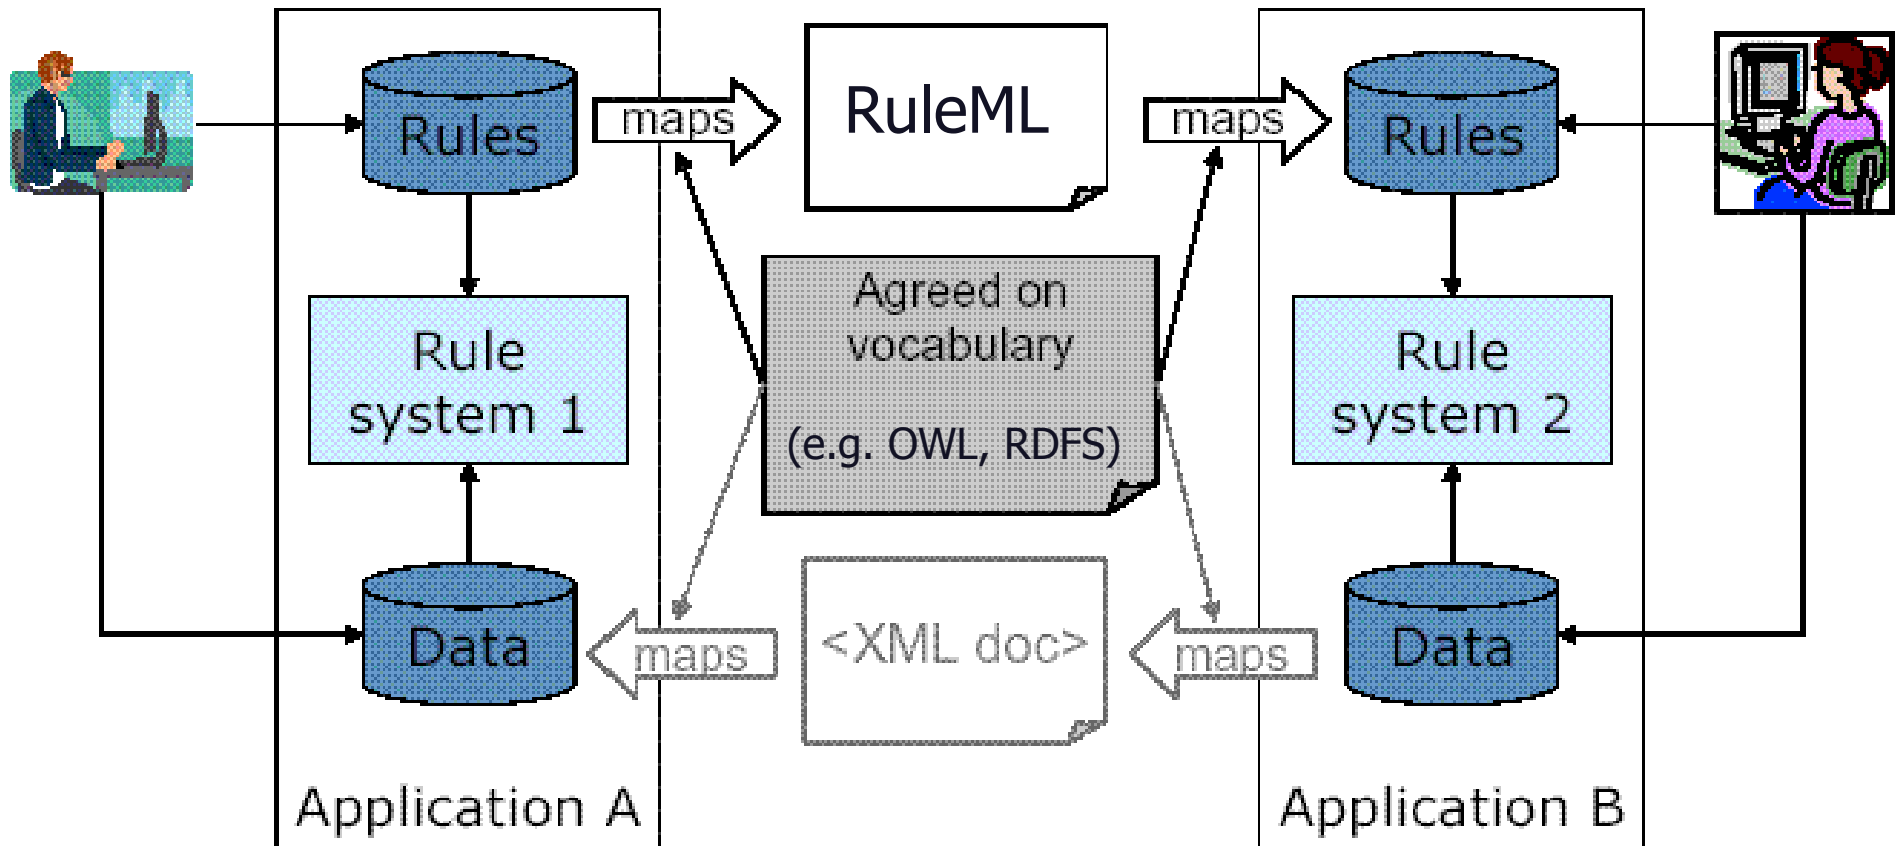 Rules
maps
RuleML
maps
Rules
Agreed on
vocabulary
(e.g. OWL, RDFS)
Rule
system 1
Rule
system 2
Data
maps
<XML doc>
maps
Data
Application A
Application B